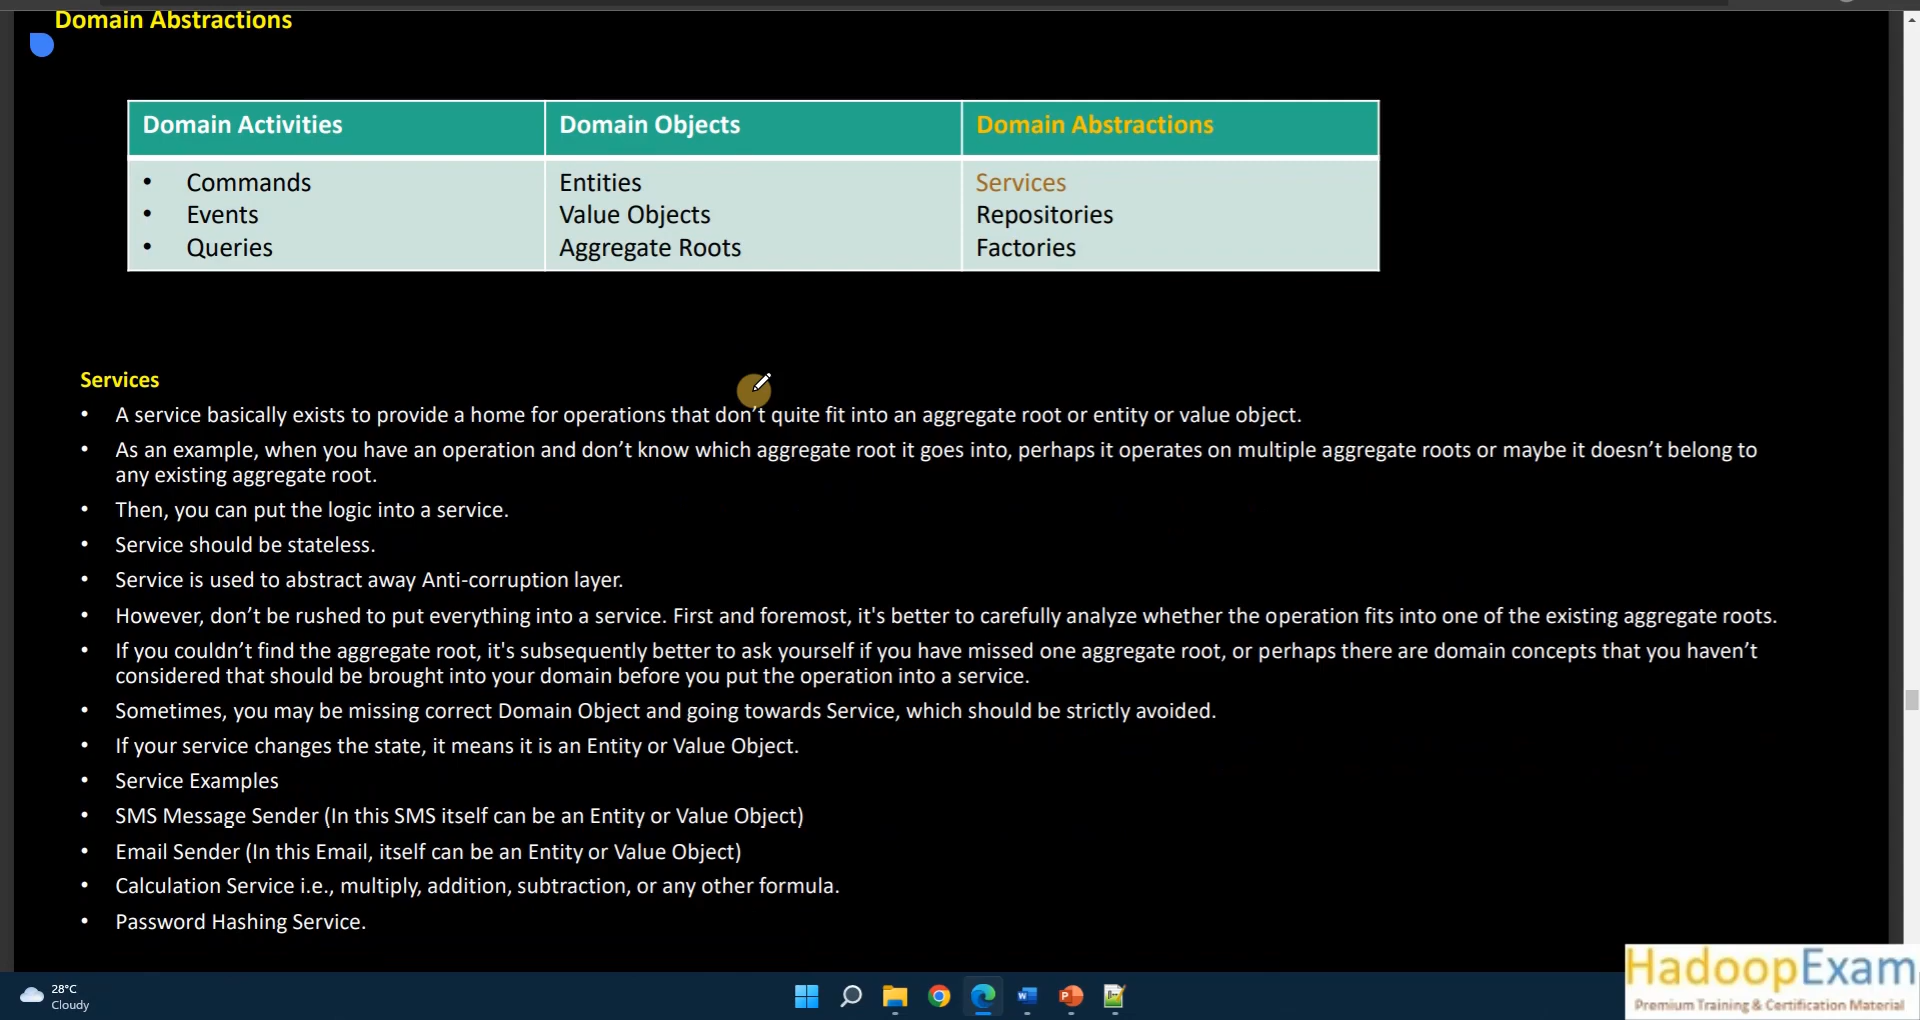 Domain Abstractions
Domain Activities Domain Objects Domain Abstractions
• Commands Entities Services
• Events Value Objects Repositories
• Queries Aggregate Roots Factories
Services
• A service basically exists to provide a home for operations that don’t quite fit into an aggregate root or entity or value object.
• As an example, when you have an operation and don’t know which aggregate root it goes into, perhaps it operates on multiple aggregate roots or maybe it doesn’t belong to
any existing aggregate root.
• Then, you can put the logic into a service.
• Service should be stateless.
• Service is used to abstract away Anti-corruption layer.
• However, don’t be rushed to put everything into a service. First and foremost, it's better to carefully analyze whether the operation fits into one of the existing aggregate roots.
• If you couldn’t find the aggregate root, it's subsequently better to ask yourself if you have missed one aggregate root, or perhaps there are domain concepts that you haven’t
considered that should be brought into your domain before you put the operation into a service.
• Sometimes, you may be missing correct Domain Object and going towards Service, which should be strictly avoided.
• If your service changes the state, it means it is an Entity or Value Object.
• Service Examples
• SMS Message Sender (In this SMS itself can be an Entity or Value Object)
• Email Sender (In this Email, itself can be an Entity or Value Object)
• Calculation Service i.e., multiply, addition, subtraction, or any other formula.
• Password Hashing Service.
HadoopExam
Premium Training & Certification Material
28°C
Cloudy